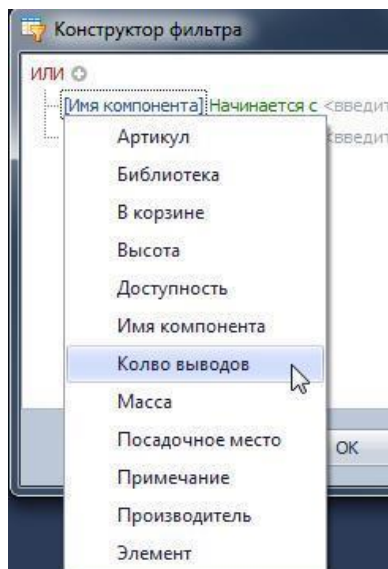 Конструктор фильтра
ИЛИ
[Имя компонента] Начинается с <введит
<введит
Артикул
Библиотека
В корзине
Высота
Доступность
Имя компонента
Колво выводов
Масса
Посадочное место
OK
Примечание
Производитель
Элемент